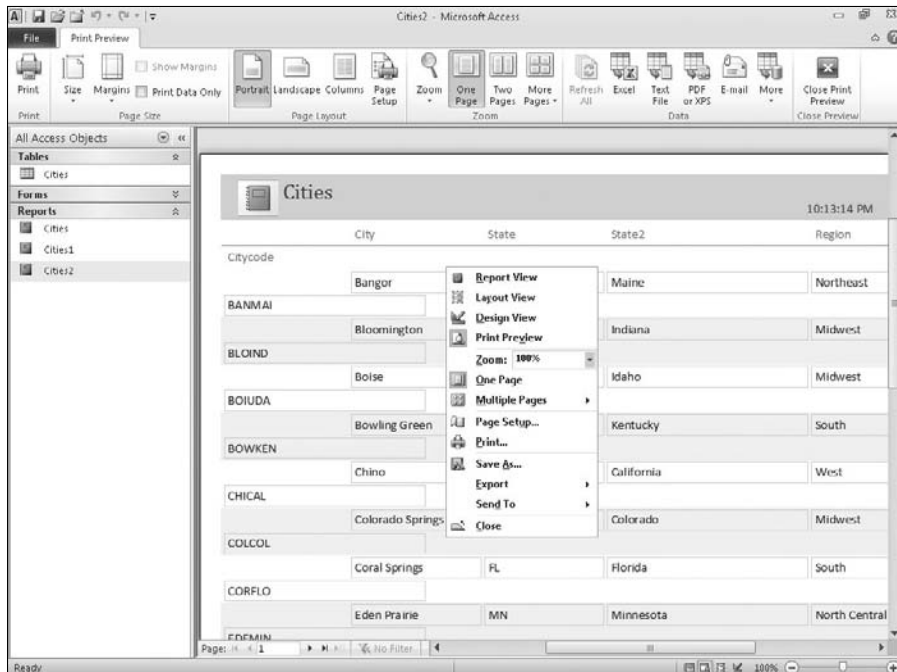 A
Cities2 - Microsoft Access
File Print Preview
Print
Size
Margins
Show Margins
Print Data Only
Portrait Landscape Columns Page Setup
Zoom One Page Two Pages More Pages
Refresh All Excel Text File PDF or XPS E-mail More
Close Print Preview
Print Page Size Page Layout Zoom Data Close Preview
All Access Objects
Tables
Cities
Forms
Reports
Cities
Cities1
Cities2
Cities
10:13:14 PM
City State State2 Region
Citycode
Bangor Maine Northeast
BANMAI
Bloomington Indiana Midwest
BLOIND
Boise Idaho Midwest
BOIUDA
Bowling Green Kentucky South
BOWKEN
Chino California West
CHICAL
Colorado Springs Colorado Midwest
COLCOL
Coral Springs FL Florida South
CORFLO
Eden Prairie MN Minnesota North Central
EDEMIN
Report View
Layout View
Design View
Print Preview
Zoom: 100%
One Page
Multiple Pages
Page Setup...
Print...
Save As...
Export
Send To
Close
Page: 1 No Filter
Ready 100%